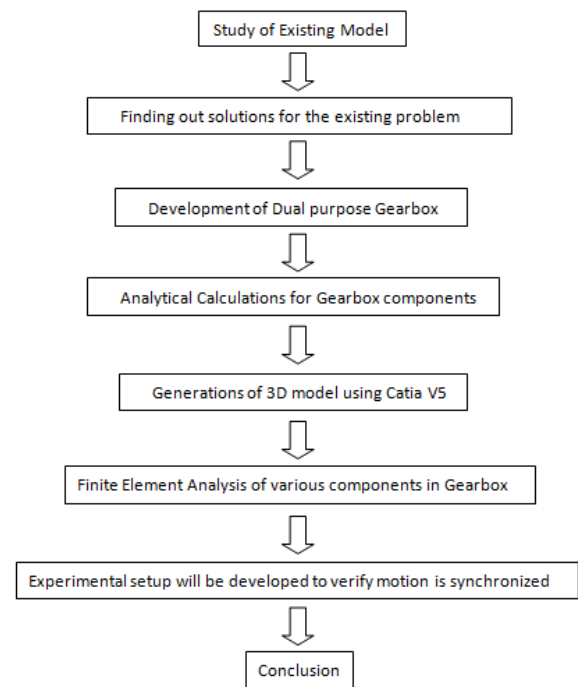 Study of Existing Model
Finding out solutions for the existing problem
Development of Dual purpose Gearbox
Analytical Calculations for Gearbox components
Generations of 3D model using Catia V5
Finite Element Analysis of various components in Gearbox
Experimental setup will be developed to verify motion is synchronized
Conclusion